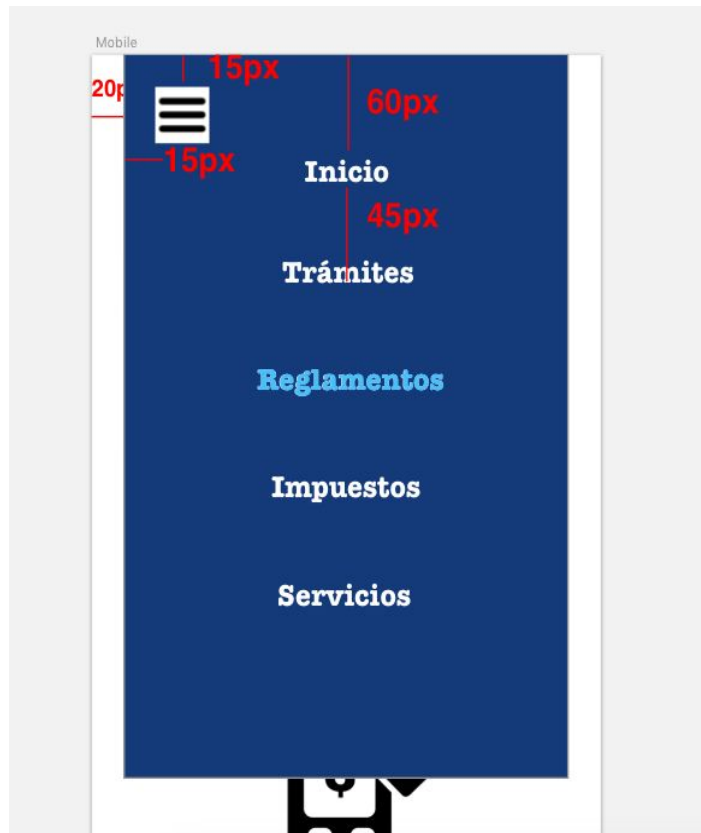 Mobile
15px
20p
60px
15px
Inicio
45px
Trámites
Reglamentos
Impuestos
Servicios
$